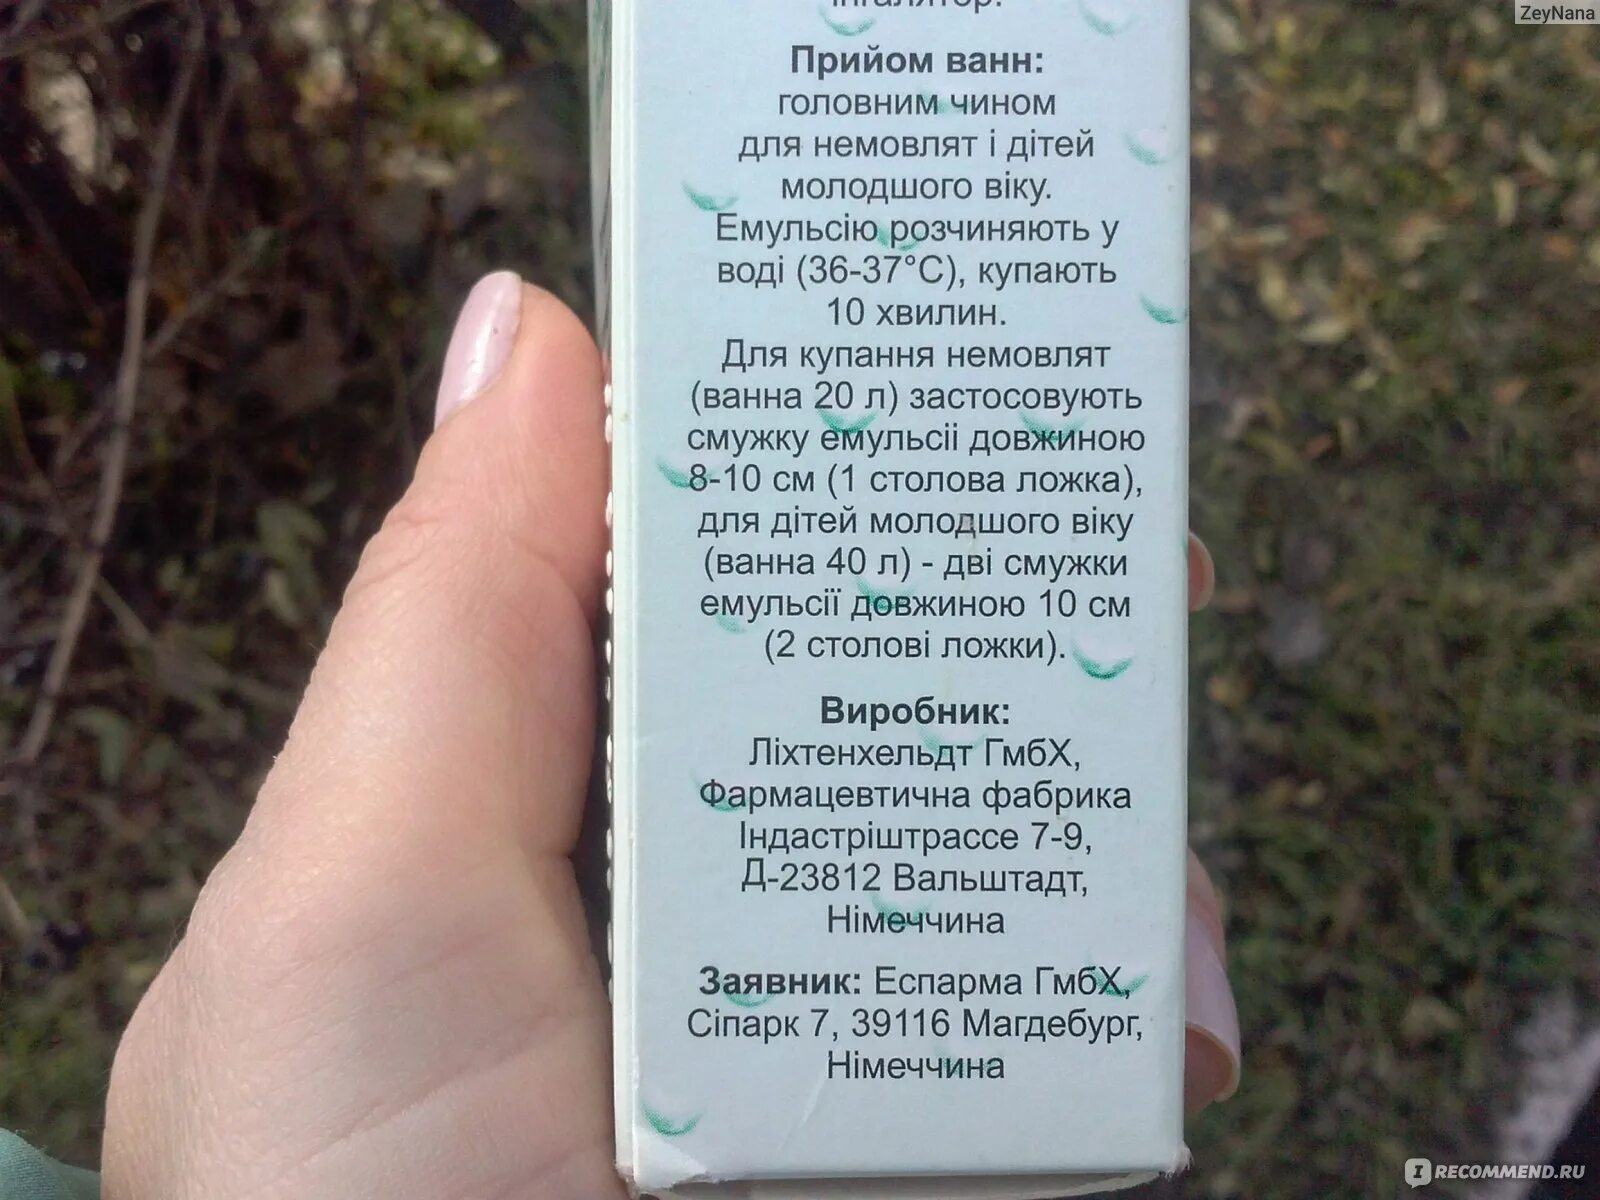 інгалятор.
ZeyNana
Прийом ванн:
головним чином
для немовлят і дітей
молодшого віку.
Емульсію розчиняють у
воді (36-37°С), купають
10 хвилин.
Для купання немовлят
(ванна 20 л) застосовують
смужку емульсіі довжиною
8-10 см (1 столова ложка),
для дітей молодшого віку
(ванна 40 л) - дві смужки
емульсії довжиною 10 см
(2 столові ложки).
Виробник:
Ліхтенхельдт ГмбХ,
Фармацевтична фабрика
Індастріштрассе 7-9,
Д-23812 Вальштадт,
Німеччина
Заявник: Еспарма ГмбХ,
Сіпарк 7, 39116 Магдебург,
Німеччина
IRECOMMEND.RU